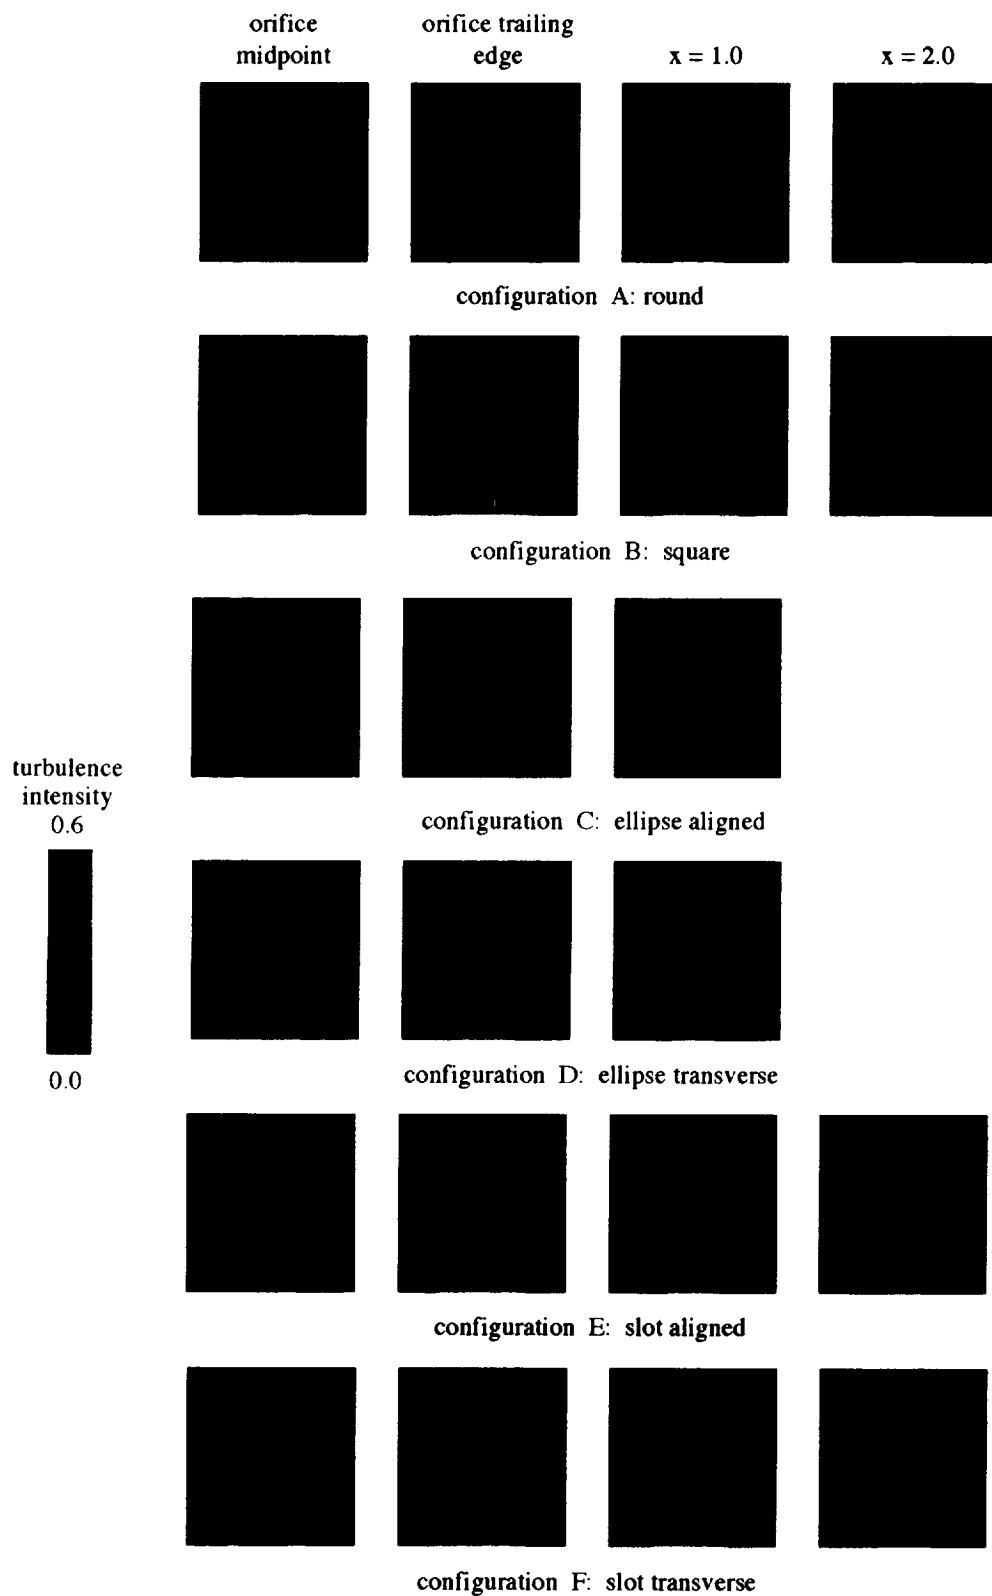 orifice
midpoint
orifice trailing
edge
x = 1.0
x = 2.0
configuration A: round
configuration B: square
configuration C: ellipse aligned
turbulence
intensity
0.6
0.0
configuration D: ellipse transverse
configuration E: slot aligned
configuration F: slot transverse